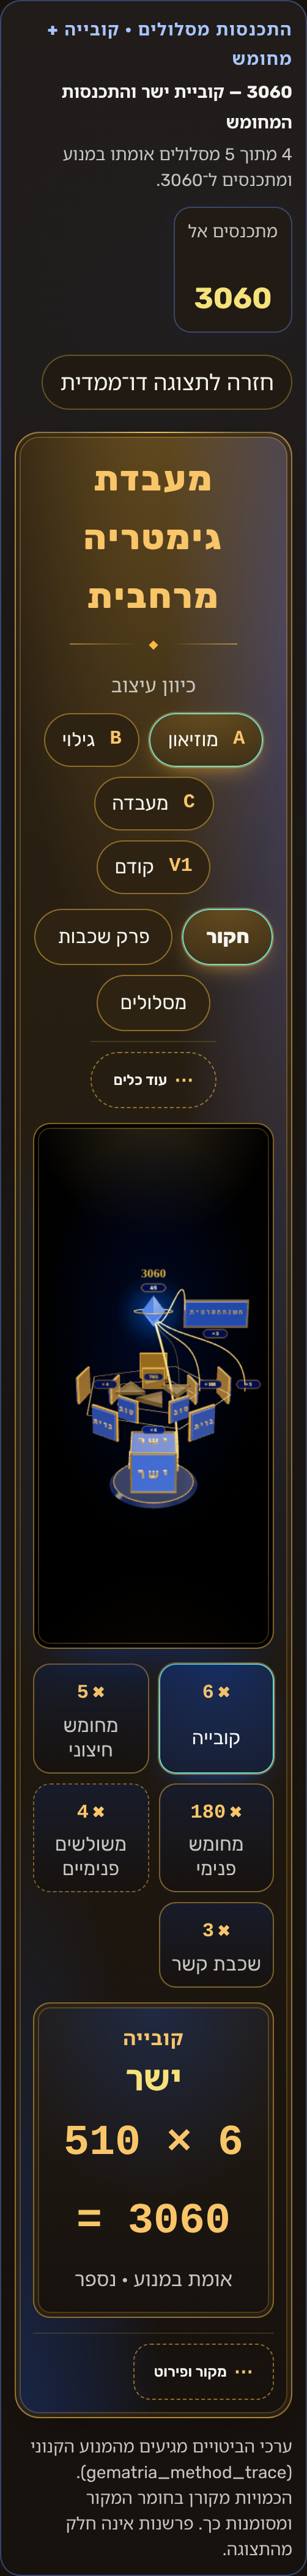 התכנסות מסלולים • קובייה +
מחומש
3060 — קוביית ישר והתכנסות
המחומש
4 מתוך 5 מסלולים אומתו במנוע
ומתכנסים ל־3060.
מתכנסים אל
3060
חזרה לתצוגה דו־ממדית
מעבדת
גימטריה
מרחבית
כיוון עיצוב
A מוזיאון
B גילוי
C מעבדה
V1 קודם
חקור
פרק שכבות
מסלולים
••• עוד כלים
3060
ישר
ישר
×6
קובייה
×5
מחומש
חיצוני
×180
מחומש
פנימי
×4
משולשים
פנימיים
×3
שכבת קשר
קובייה
ישר
510 × 6
= 3060
אומת במנוע • נספר
••• מקור ופירוט
ערכי הביטויים מגיעים מהמנוע הקנוני
(gematria_method_trace).
הכמויות מקורן בחומר המקור
ומסומנות כך. פרשנות אינה חלק
מהתצוגה.